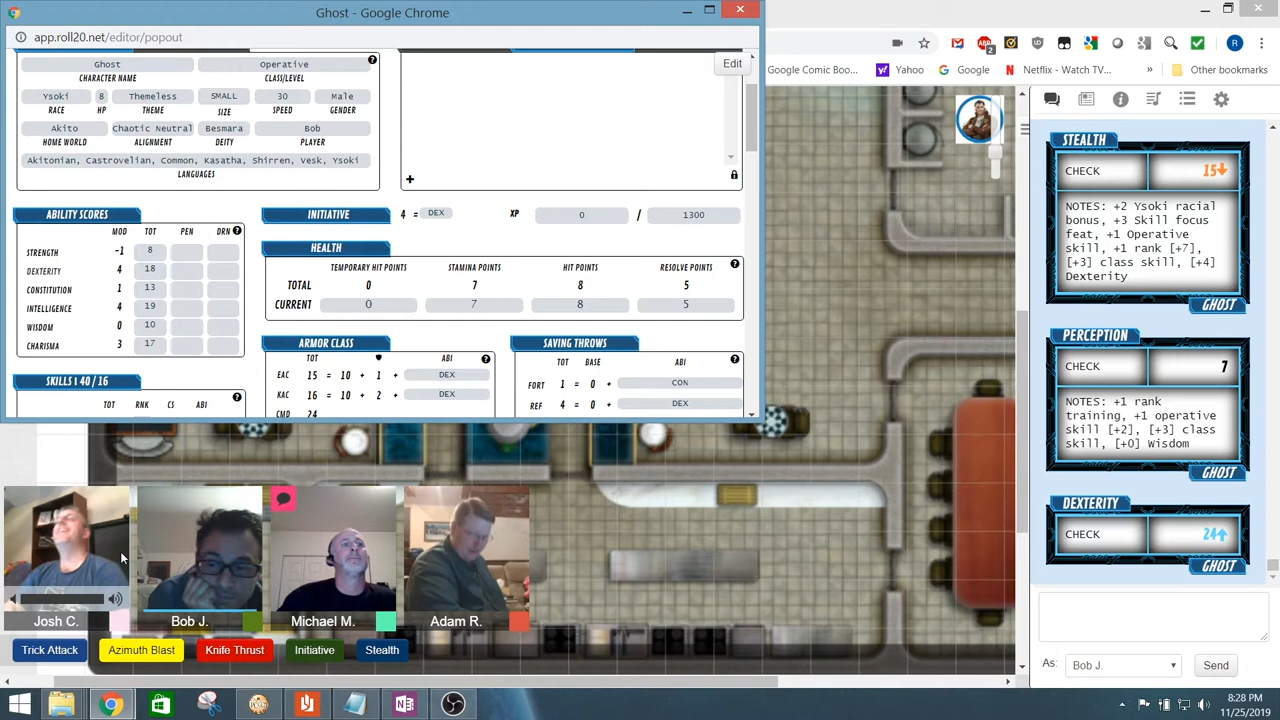 Ghost - Google Chrome
app.roll20.net/editor/popout
Ghost Operative
CHARACTER NAME CLASS/LEVEL
Edit
Ysoki 8 Themeless SMALL 30 Male
RACE HP THEME SIZE SPEED GENDER
Akito Chaotic Neutral Besmara Bob
HOME WORLD ALIGNMENT DEITY PLAYER
Akitonian, Castrovelian, Common, Kasatha, Shirren, Vesk, Ysoki
LANGUAGES
ABILITY SCORES
MOD TOT PEN DRN
STRENGTH -1 8
DEXTERITY 4 18
CONSTITUTION 1 13
INTELLIGENCE 4 19
WISDOM 0 10
CHARISMA 3 17
SKILLS | 40 / 16
TOT RNK CS ABI
INITIATIVE 4 = DEX XP 0 / 1300
HEALTH
TEMPORARY HIT POINTS STAMINA POINTS HIT POINTS RESOLVE POINTS
TOTAL 0 7 8 5
CURRENT 0 7 8 5
ARMOR CLASS
TOT ABI
EAC 15 = 10 + 1 + DEX
KAC 16 = 10 + 2 + DEX
CMD 24
SAVING THROWS
TOT BASE ABI
FORT 1 = 0 + CON
REF 4 = 0 + DEX
2
R
Google Comic Boo...
Yahoo
Google
Netflix - Watch TV...
»
Other bookmarks
STEALTH
CHECK 15
NOTES: +2 Ysoki racial
bonus, +3 Skill focus
feat, +1 Operative
skill, +1 rank [+7],
[+3] class skill, [+4]
Dexterity
GHOST
PERCEPTION
CHECK 7
NOTES: +1 rank
training, +1 operative
skill [+2], [+3] class
skill, [+0] Wisdom
GHOST
DEXTERITY
CHECK 24
GHOST
As: Bob J. Send
Josh C. Bob J. Michael M. Adam R.
Trick Attack Azimuth Blast Knife Thrust Initiative Stealth
8:28 PM
11/25/2019